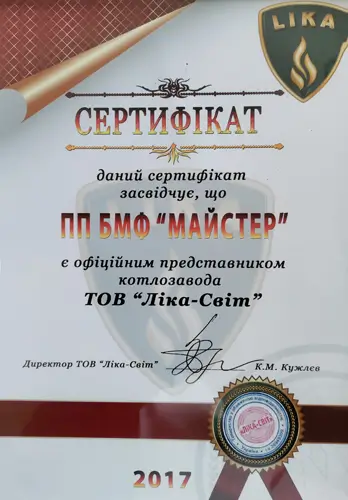 LIKA
СЕРТИФІКАТ
даний сертифікат
засвідчує, що
ПП БМФ “МАЙСТЕР”
є офіційним представником
котлозавода
ТОВ “Ліка-Світ”
Директор ТОВ “Ліка-Світ”
К.М. Кужлєв
«ЛІКА-СВІТ»
2017